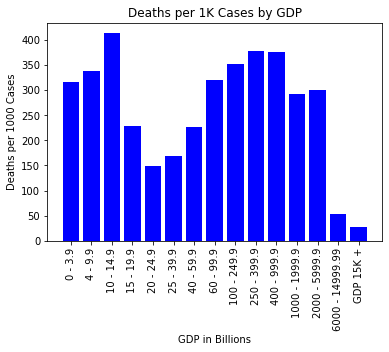 Deaths per 1K Cases by GDP
Deaths per 1000 Cases
400
350
300
250
200
150
100
50
0
0 - 3.9
4 - 9.9
10 - 14.9
15 - 19.9
20 - 24.9
25 - 39.9
40 - 59.9
60 - 99.9
100 - 249.9
250 - 399.9
400 - 999.9
1000 - 1999.9
2000 - 5999.9
6000 - 14999.99
GDP 15K +
GDP in Billions